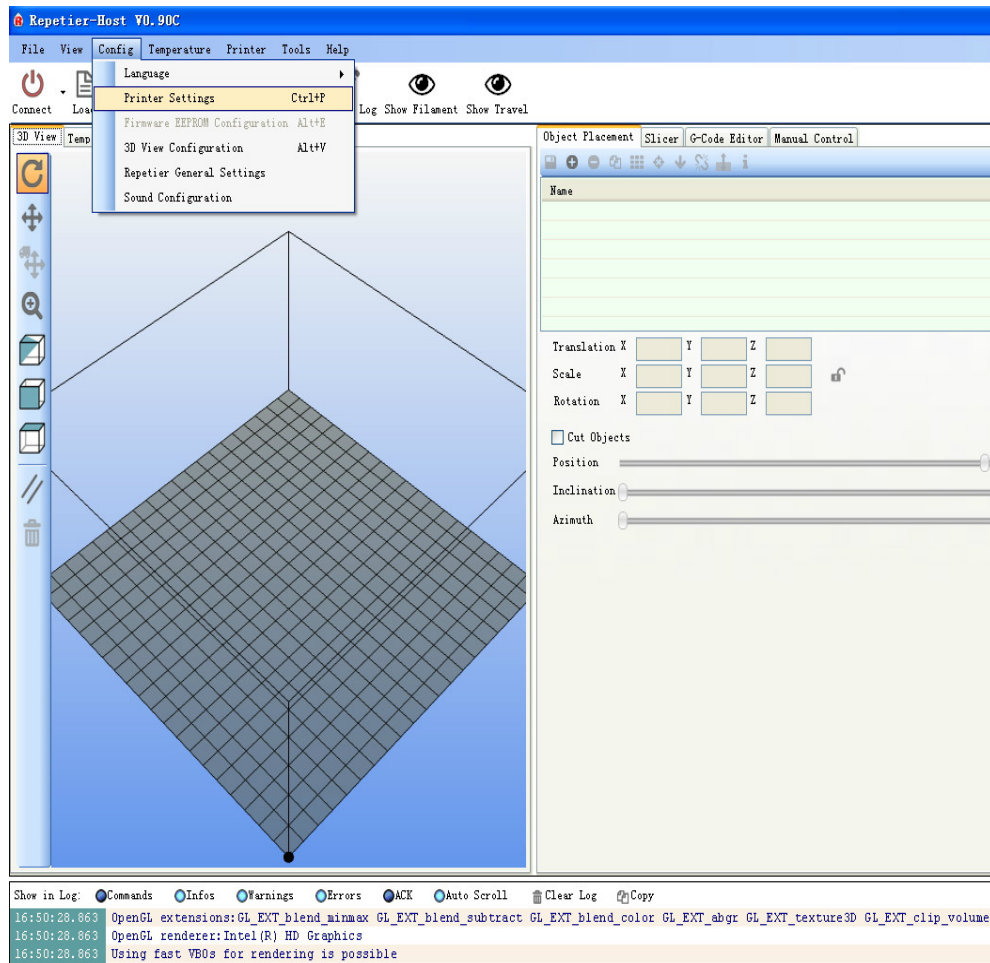 Repetier-Host V0.90C
File View Config Temperature Printer Tools Help
Language
Printer Settings Ctrl+P
Firmware EEPROM Configuration Alt+E
3D View Configuration Alt+V
Repetier General Settings
Sound Configuration
Connect Log Show Filament Show Travel
3D View
Object Placement Slicer G-Code Editor Manual Control
Name
Translation X Y Z
Scale X Y Z
Rotation X Y Z
Cut Objects
Position
Inclination
Azimuth
Show in Log: Commands Infos Warnings Errors ACK Auto Scroll Clear Log Copy
16:50:28.863 OpenGL extensions:GL_EXT_blend_minmax GL_EXT_blend_subtract GL_EXT_blend_color GL_EXT_abgr GL_EXT_texture3D GL_EXT_clip_volume
16:50:28.863 OpenGL renderer:Intel(R) HD Graphics
16:50:28.863 Using fast VBOs for rendering is possible